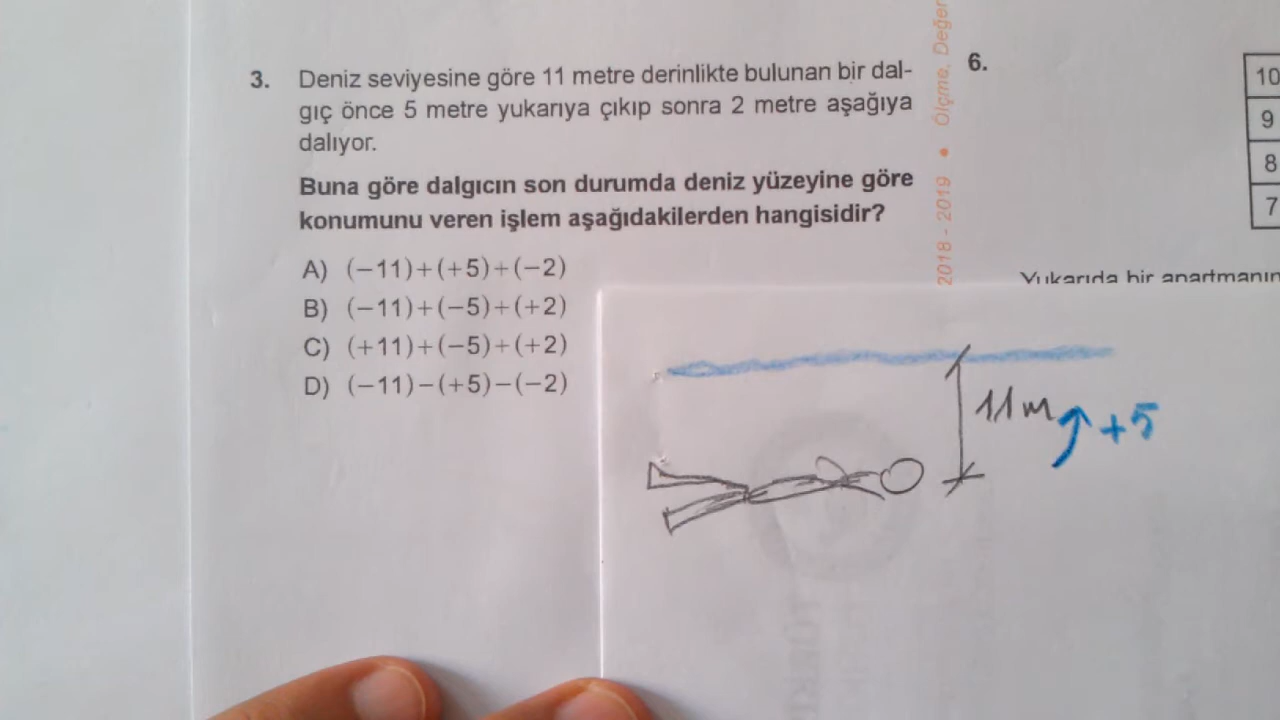 3. Deniz seviyesine göre 11 metre derinlikte bulunan bir dal-
gıç önce 5 metre yukarıya çıkıp sonra 2 metre aşağıya
dalıyor.
Buna göre dalgıcın son durumda deniz yüzeyine göre
konumunu veren işlem aşağıdakilerden hangisidir?
A) (−11)+(+5)+(−2)
B) (−11)+(−5)+(+2)
C) (+11)+(−5)+(+2)
D) (−11)−(+5)−(−2)
2018 - 2019 • Ölçme, Değer
6.
10
9
8
7
Yukarıda bir apartmanın
11m
+5